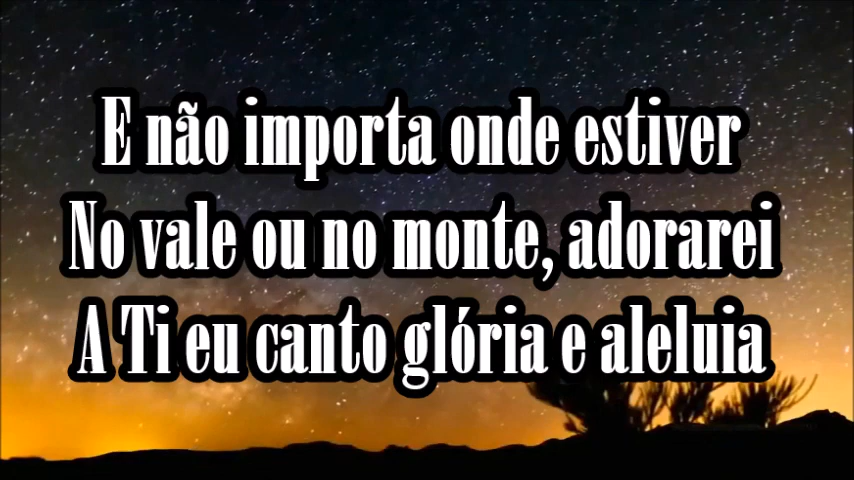 E não importa onde estiver
No vale ou no monte, adorarei
A Ti eu canto glória e aleluia